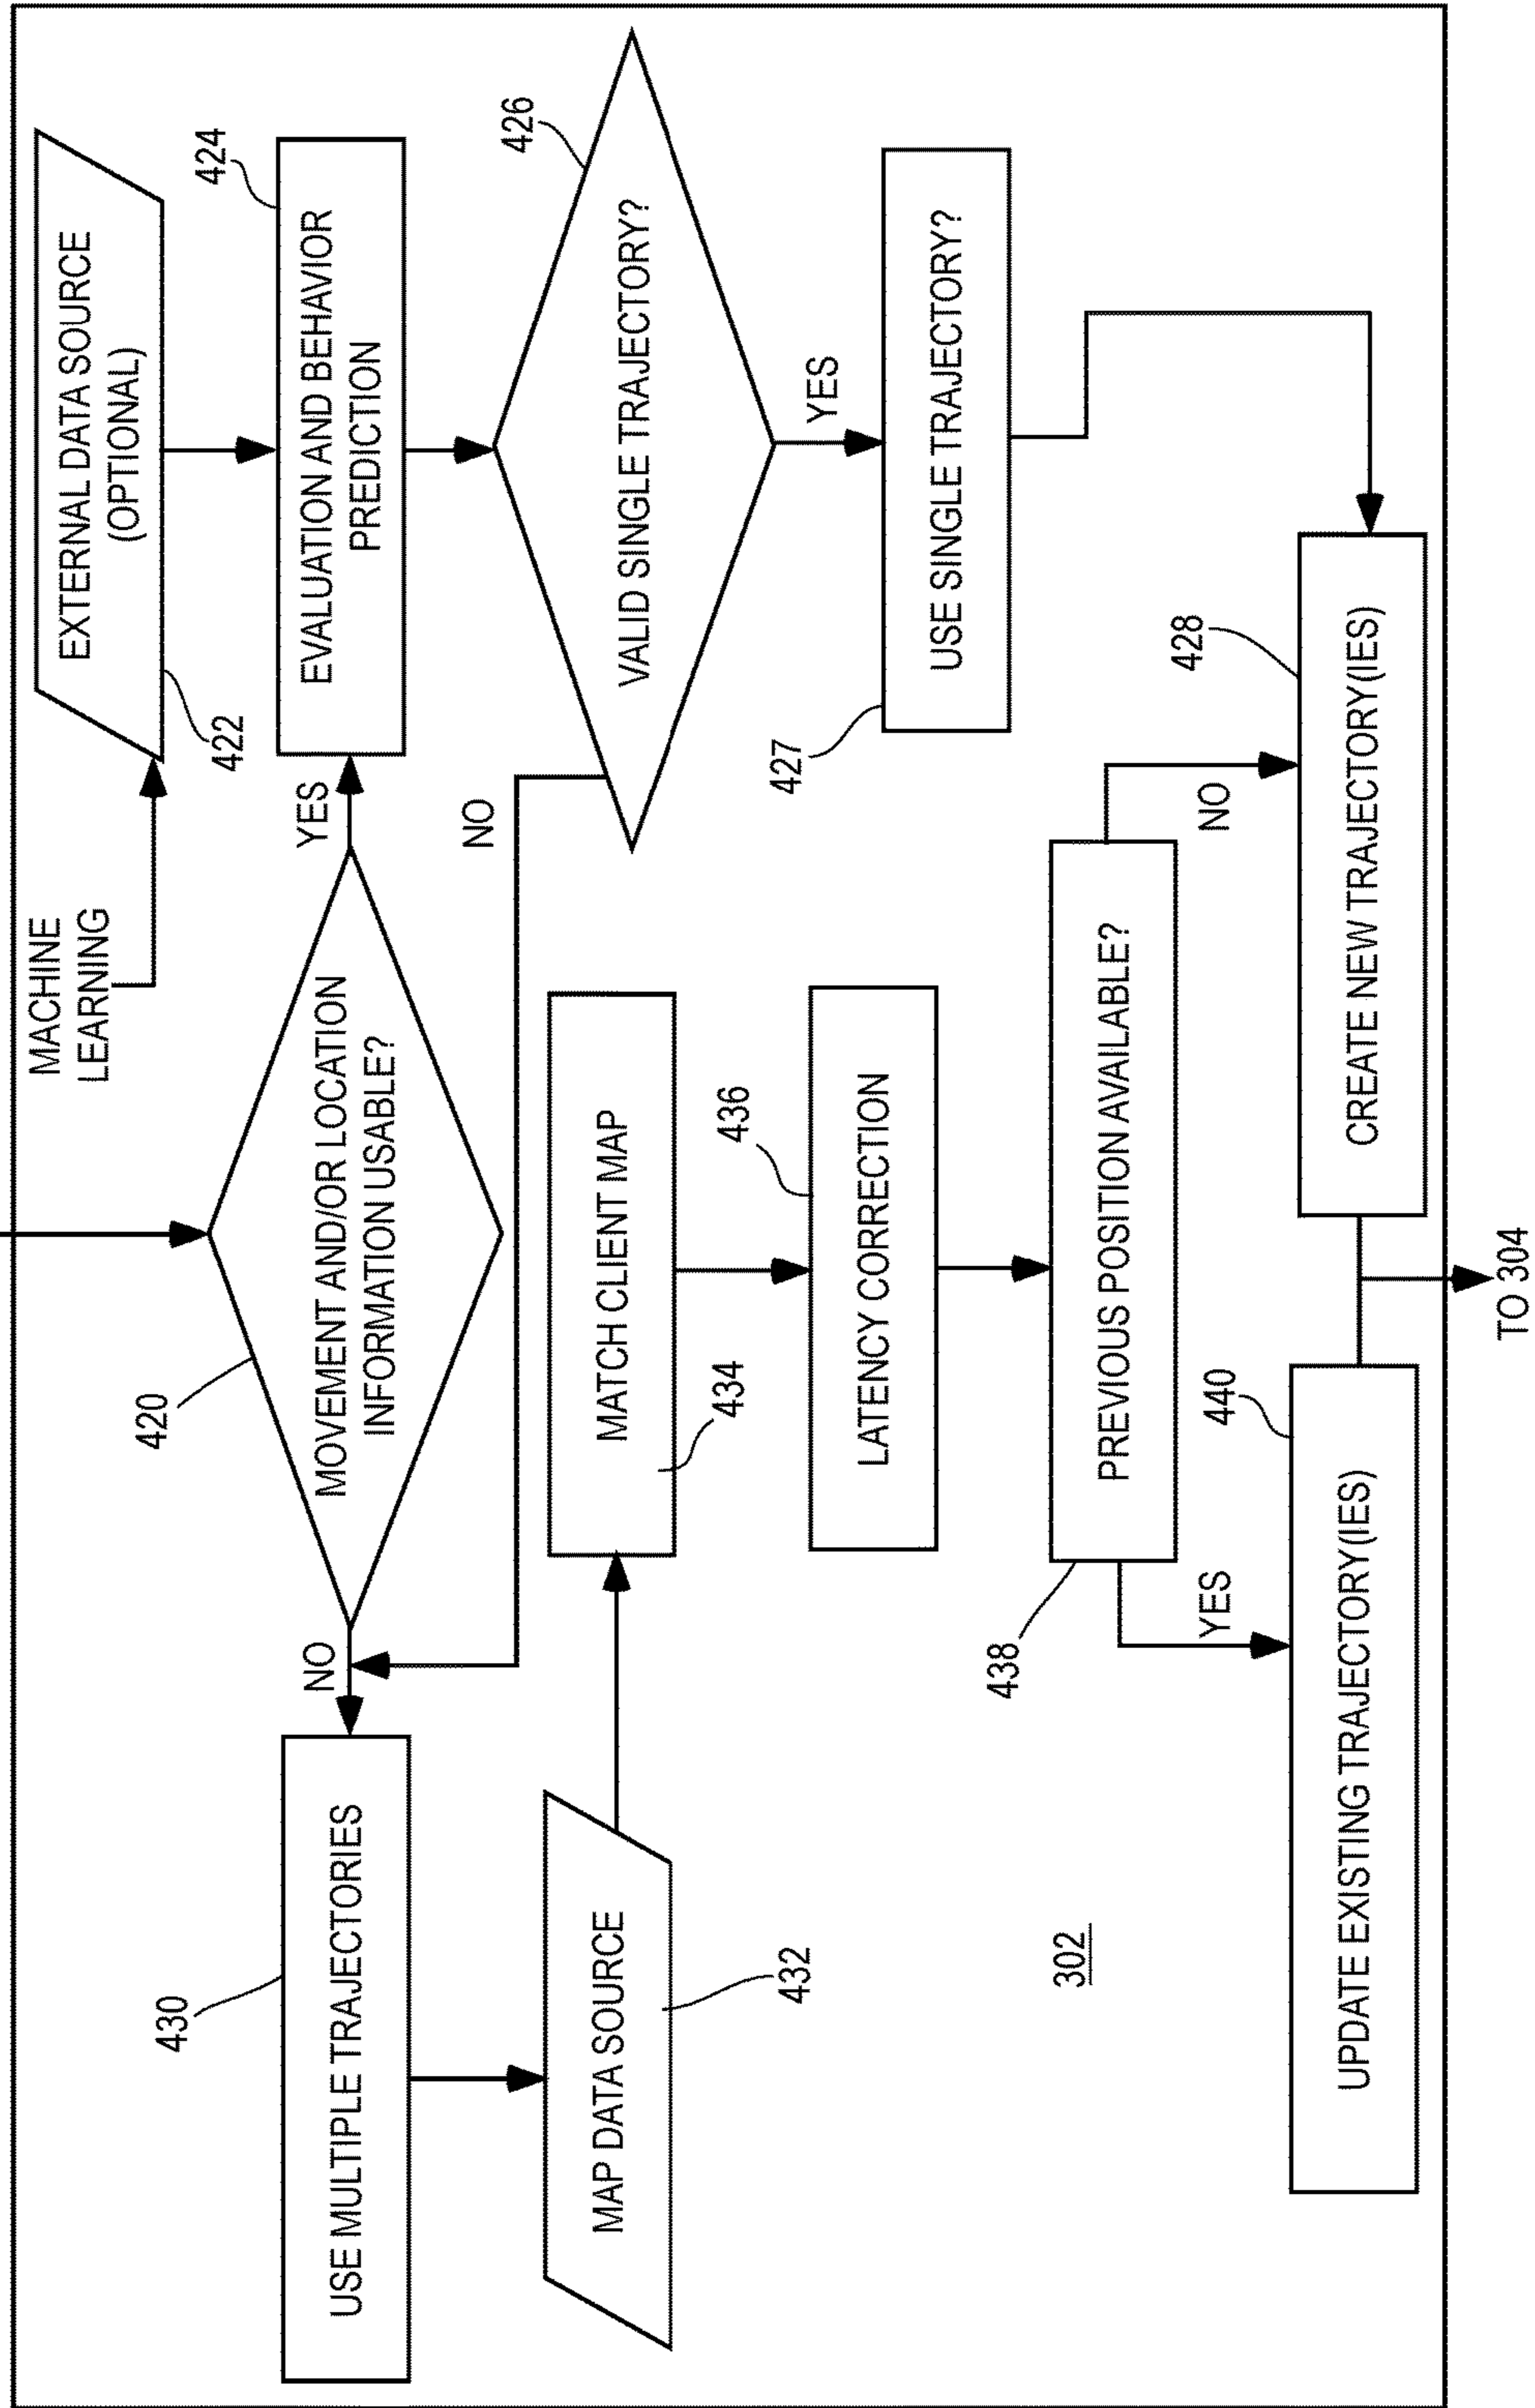 MACHINE
LEARNING
EXTERNAL DATA SOURCE
(OPTIONAL)
422
420
MOVEMENT AND/OR LOCATION
INFORMATION USABLE?
NO
YES
424
EVALUATION AND BEHAVIOR
PREDICTION
430
USE MULTIPLE TRAJECTORIES
NO
426
VALID SINGLE TRAJECTORY?
YES
MAP DATA SOURCE
432
MATCH CLIENT MAP
434
436
LATENCY CORRECTION
427
USE SINGLE TRAJECTORY?
302
438
PREVIOUS POSITION AVAILABLE?
YES
NO
440
UPDATE EXISTING TRAJECTORY(IES)
428
CREATE NEW TRAJECTORY(IES)
TO 304